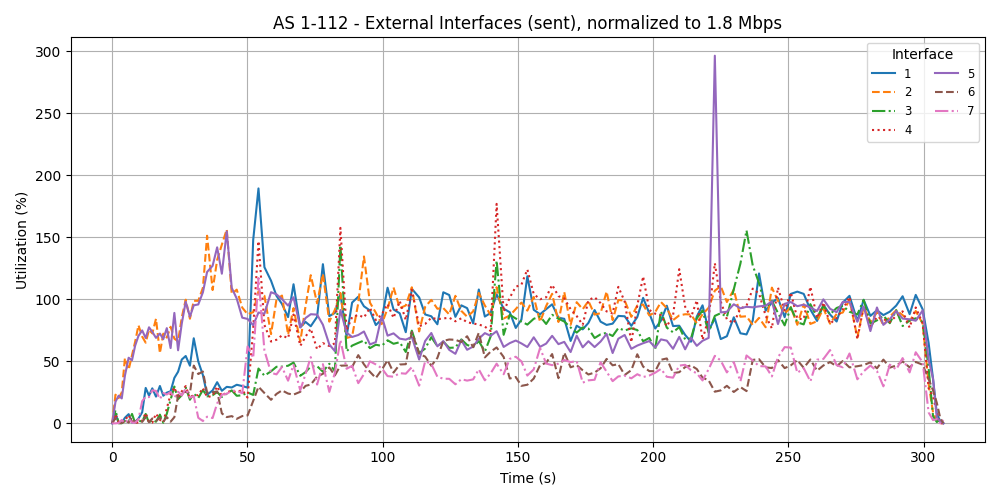 AS 1-112 - External Interfaces (sent), normalized to 1.8 Mbps
Utilization (%)
300
250
200
150
100
50
0
0 50 100 150 200 250 300
Time (s)
Interface
1 5
2 6
3 7
4